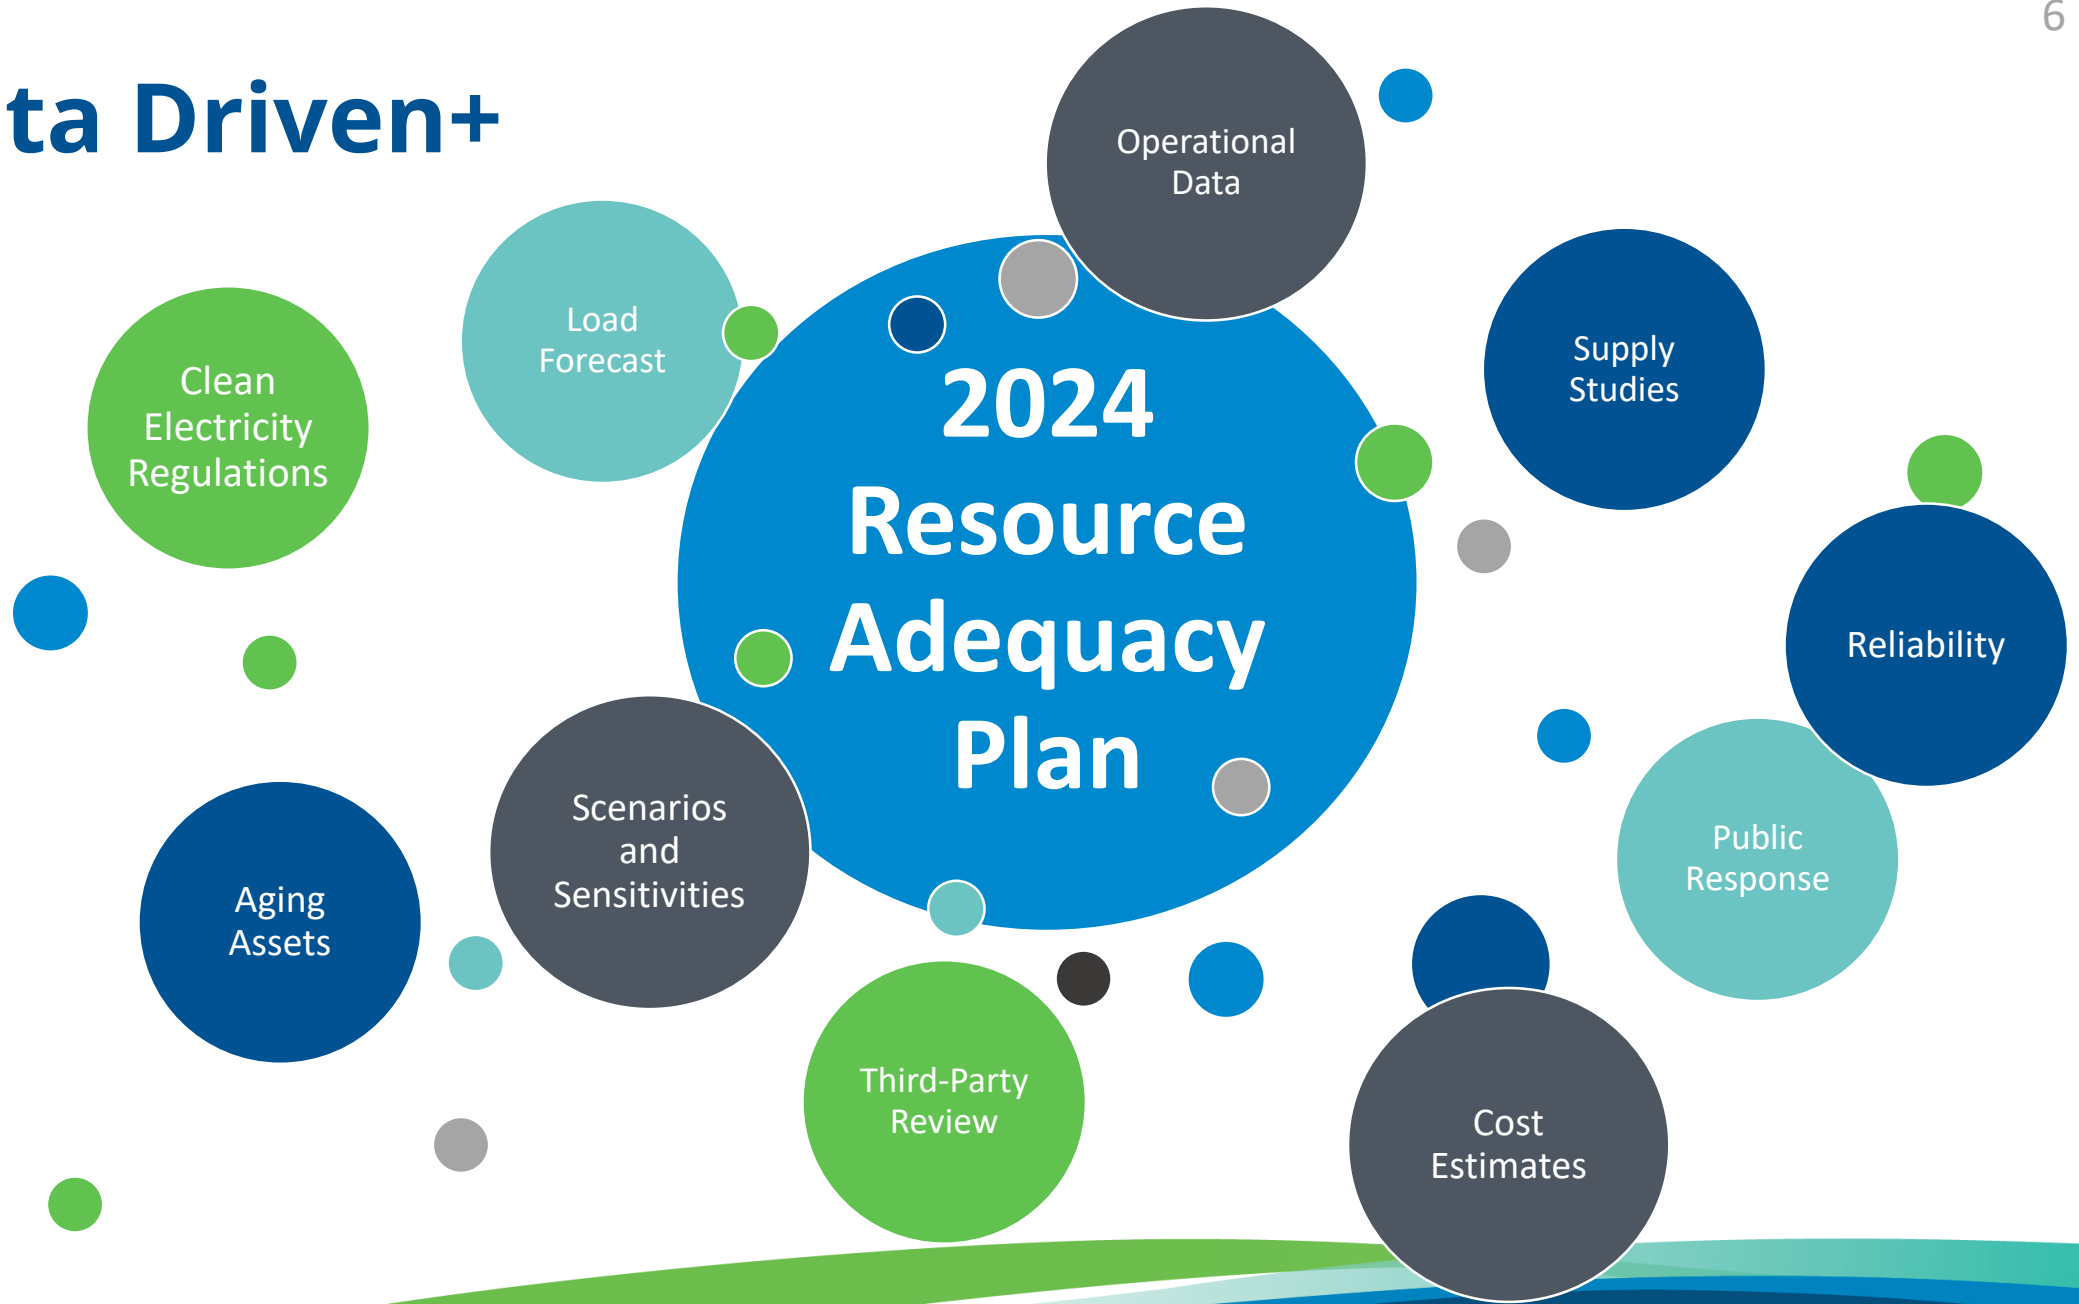 6
ta Driven+
Operational
Data
Load
Forecast
Supply
Studies
Clean
Electricity
Regulations
2024
Resource
Adequacy
Plan
Reliability
Scenarios
and
Sensitivities
Public
Response
Aging
Assets
Third-Party
Review
Cost
Estimates